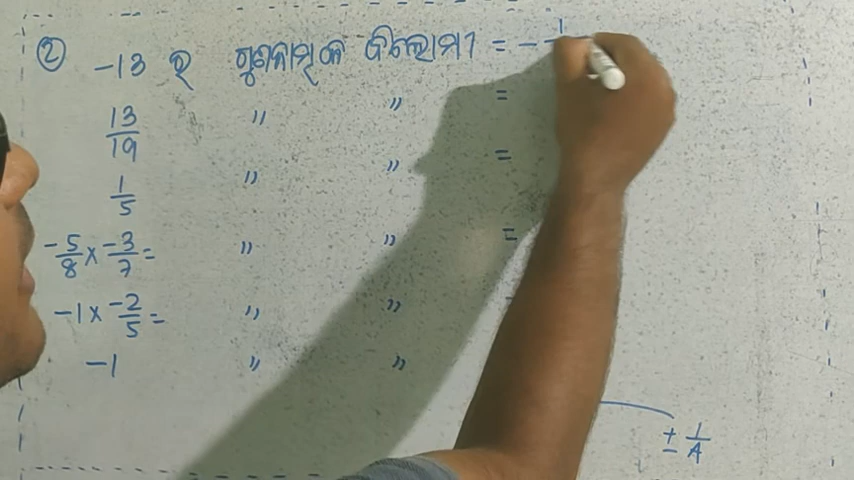 ② -13 ର ଗୁଣନାତ୍ମକ ବିଲୋମୀ = - 1
13/19 " " =
1/5 " " =
-5/8 × -3/7 = " " =
-1 × -2/5 = " "
-1 " "
± 1/A